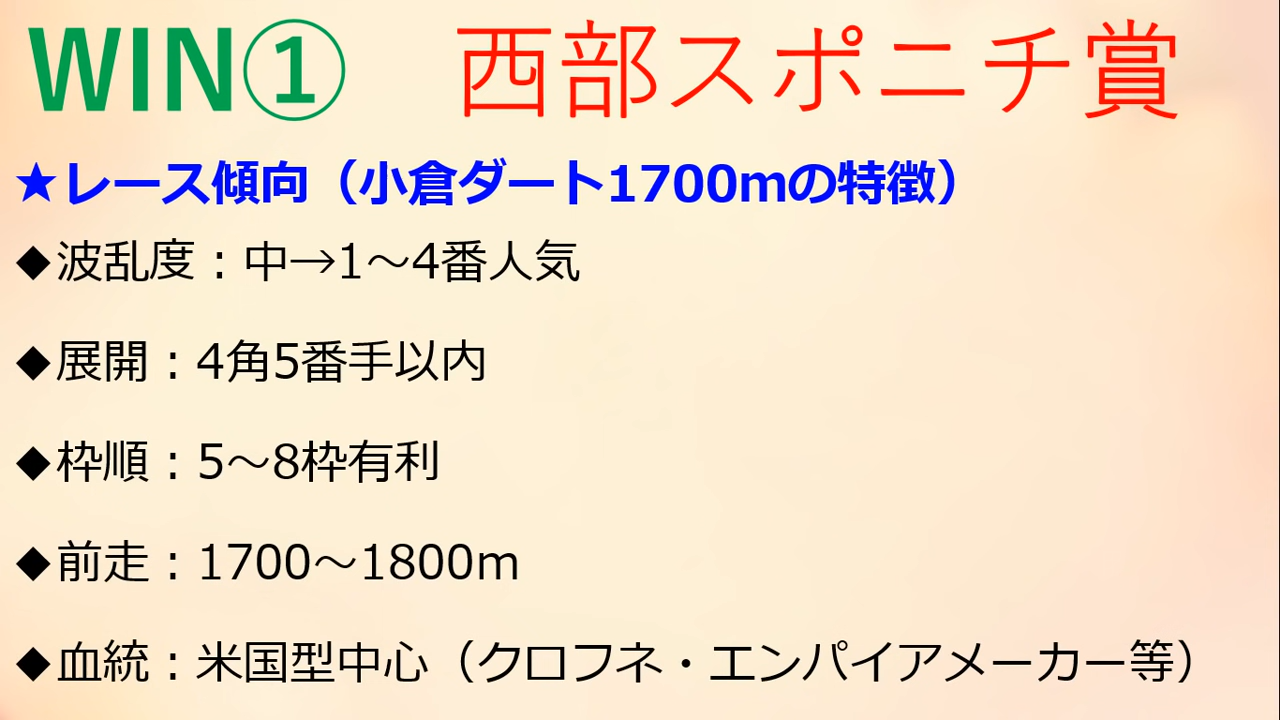 WIN① 西部スポニチ賞
★レース傾向（小倉ダート1700mの特徴）
◆波乱度：中→1～4番人気
◆展開：4角5番手以内
◆枠順：5～8枠有利
◆前走：1700～1800m
◆血統：米国型中心（クロフネ・エンパイアメーカー等）